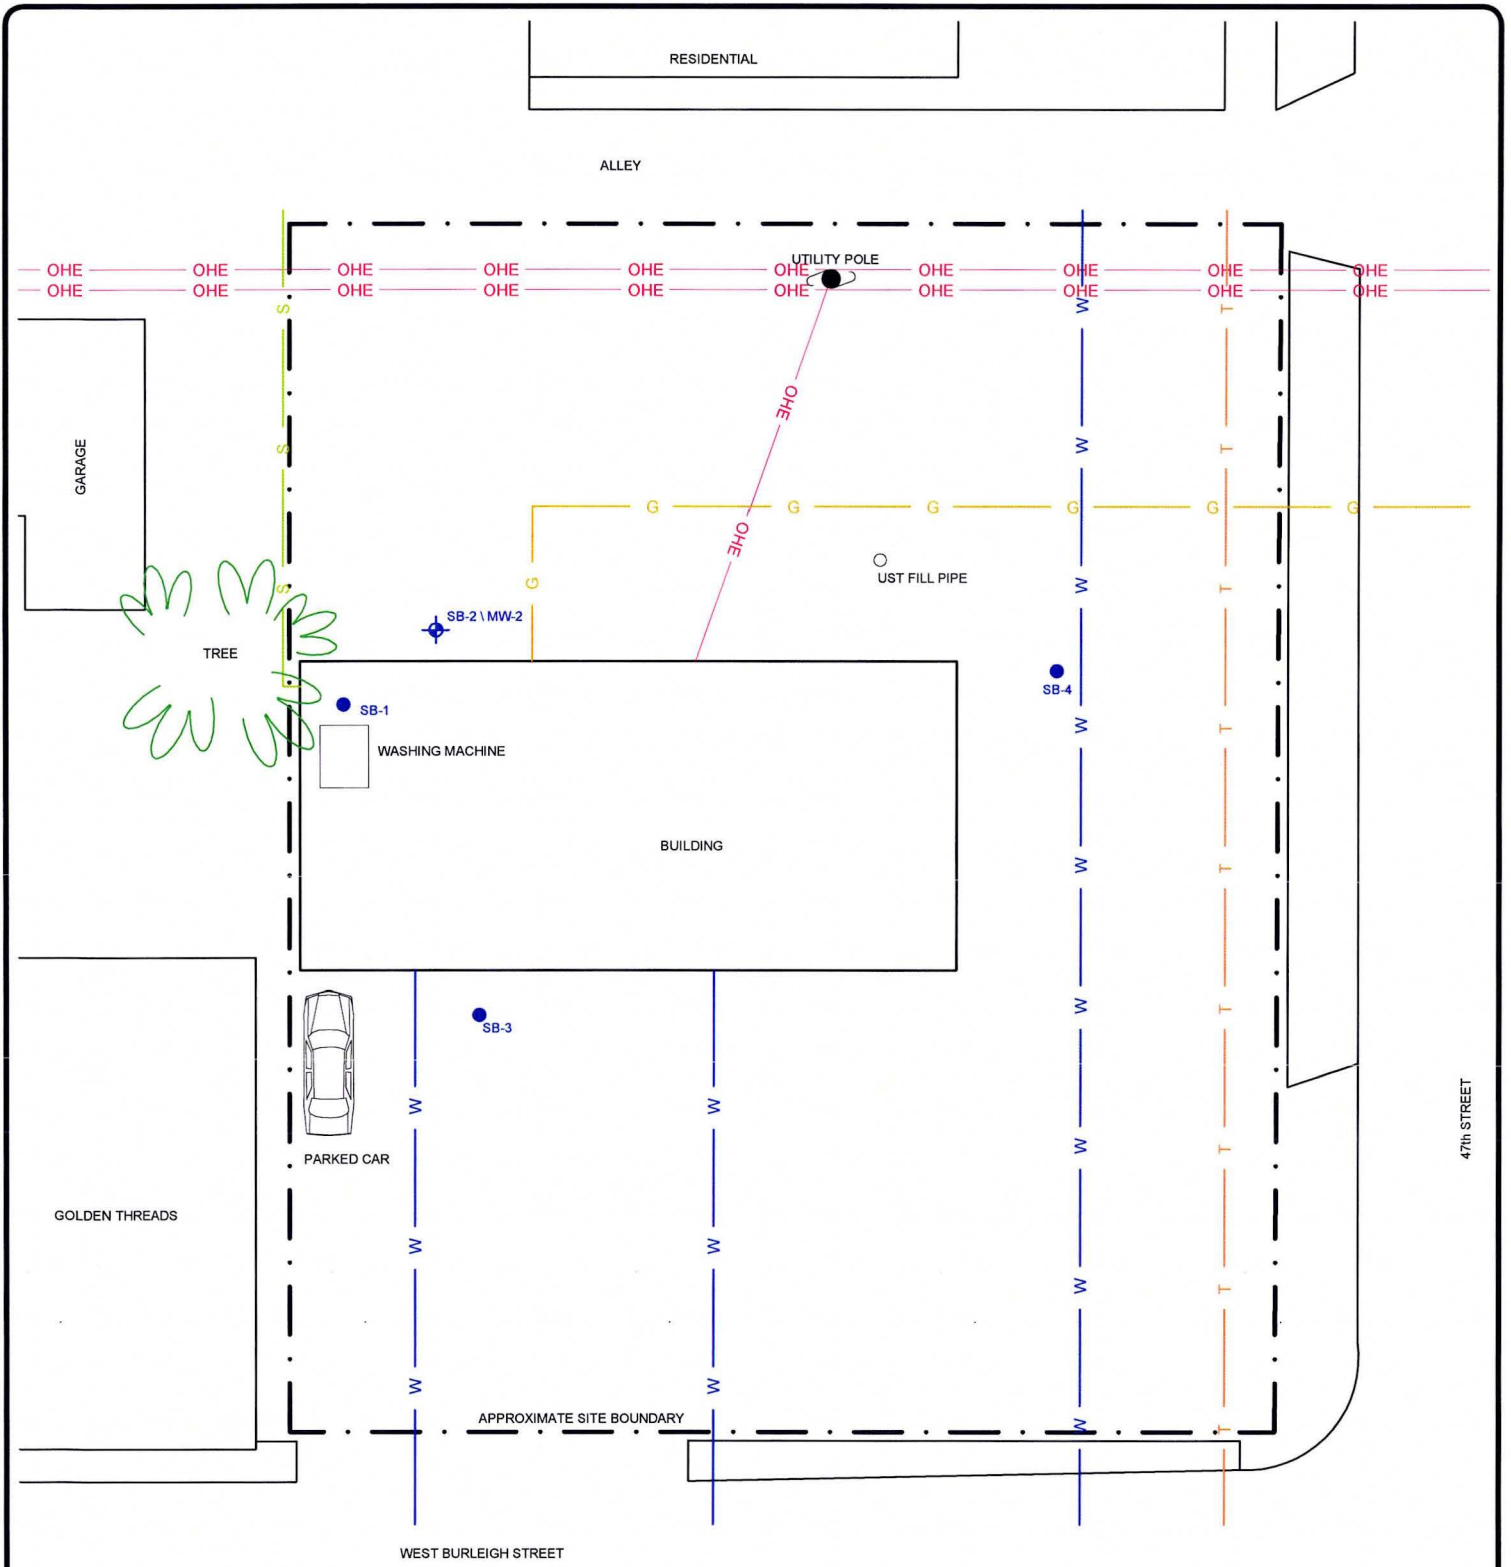 RESIDENTIAL
ALLEY
UTILITY POLE
OHE OHE OHE OHE OHE OHE OHE OHE OHE OHE
OHE OHE OHE OHE OHE OHE OHE OHE OHE OHE
S W T
OHE
S W T
GARAGE
G G G G G G
OHE
UST FILL PIPE
S G W T
SB-2 \ MW-2
TREE
SB-4
SB-1
W T
WASHING MACHINE
BUILDING
W T
W T
SB-3
W W
47th STREET
W T
PARKED CAR
GOLDEN THREADS
W W
W T
W W
APPROXIMATE SITE BOUNDARY
W T
WEST BURLEIGH STREET